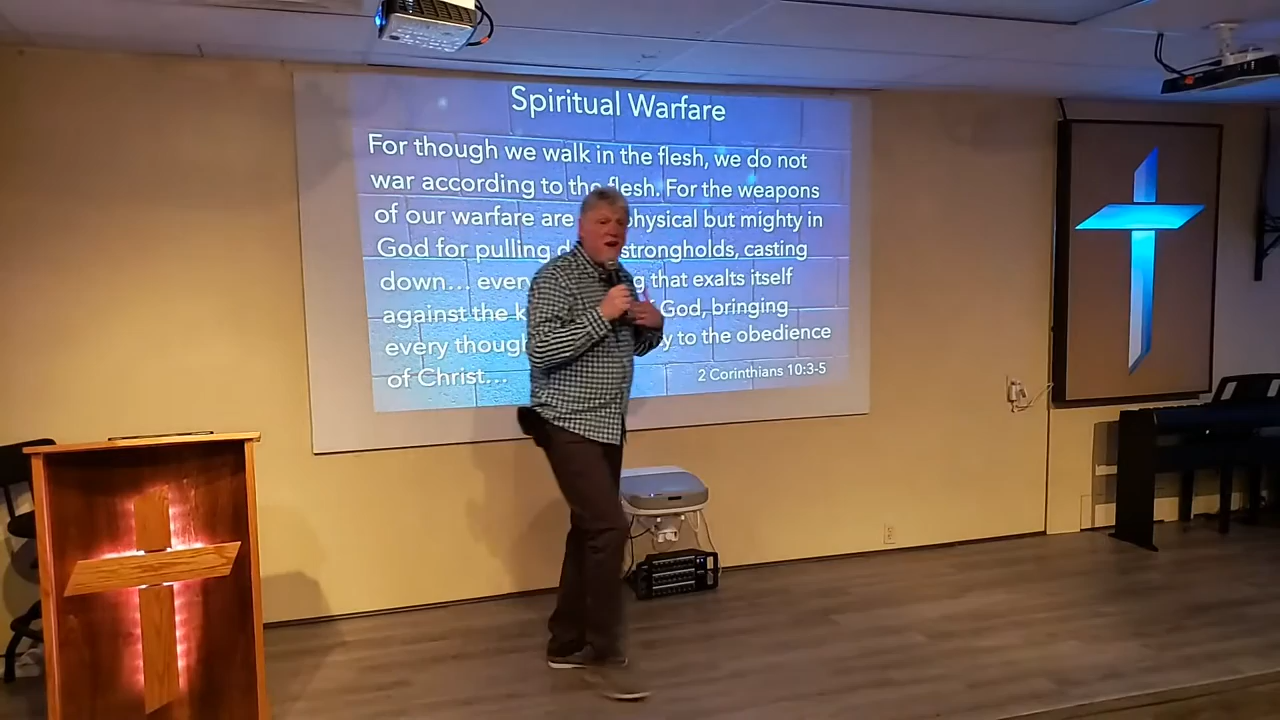 Spiritual Warfare
For though we walk in the flesh, we do not
war according to the flesh. For the weapons
of our warfare are physical but mighty in
God for pulling strongholds, casting
down... that exalts itself
against the God, bringing
every to the obedience
of Christ...
2 Corinthians 10:3-5